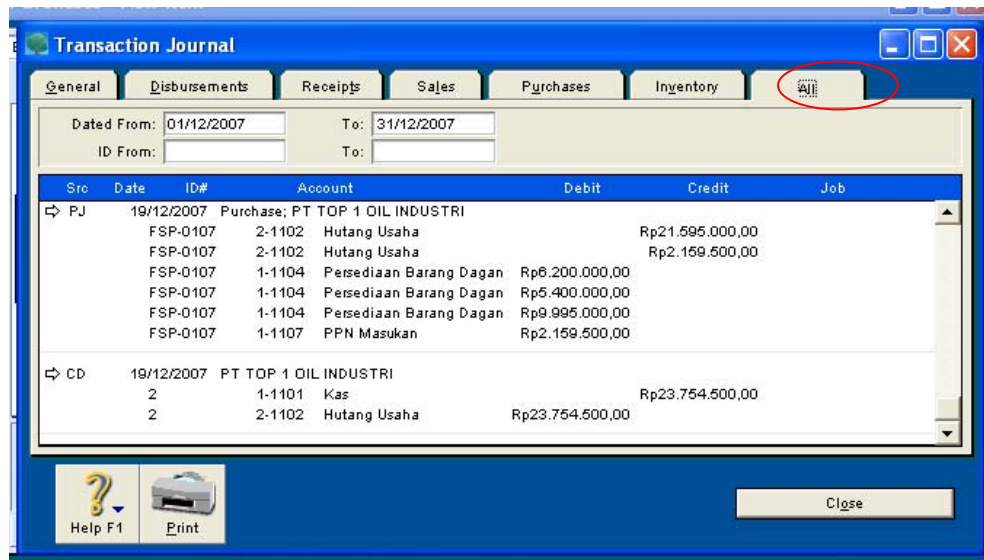 Transaction Journal
General Disbursements Receipts Sales Purchases Inventory All
Dated From: 01/12/2007 To: 31/12/2007
ID From: To:
Src Date ID# Account Debit Credit Job
PJ 19/12/2007 Purchase; PT TOP 1 OIL INDUSTRI
FSP-0107 2-1102 Hutang Usaha Rp21.595.000,00
FSP-0107 2-1102 Hutang Usaha Rp2.159.500,00
FSP-0107 1-1104 Persediaan Barang Dagan Rp6.200.000,00
FSP-0107 1-1104 Persediaan Barang Dagan Rp5.400.000,00
FSP-0107 1-1104 Persediaan Barang Dagan Rp9.995.000,00
FSP-0107 1-1107 PPN Masukan Rp2.159.500,00
CD 19/12/2007 PT TOP 1 OIL INDUSTRI
2 1-1101 Kas Rp23.754.500,00
2 2-1102 Hutang Usaha Rp23.754.500,00
Help F1 Print Close